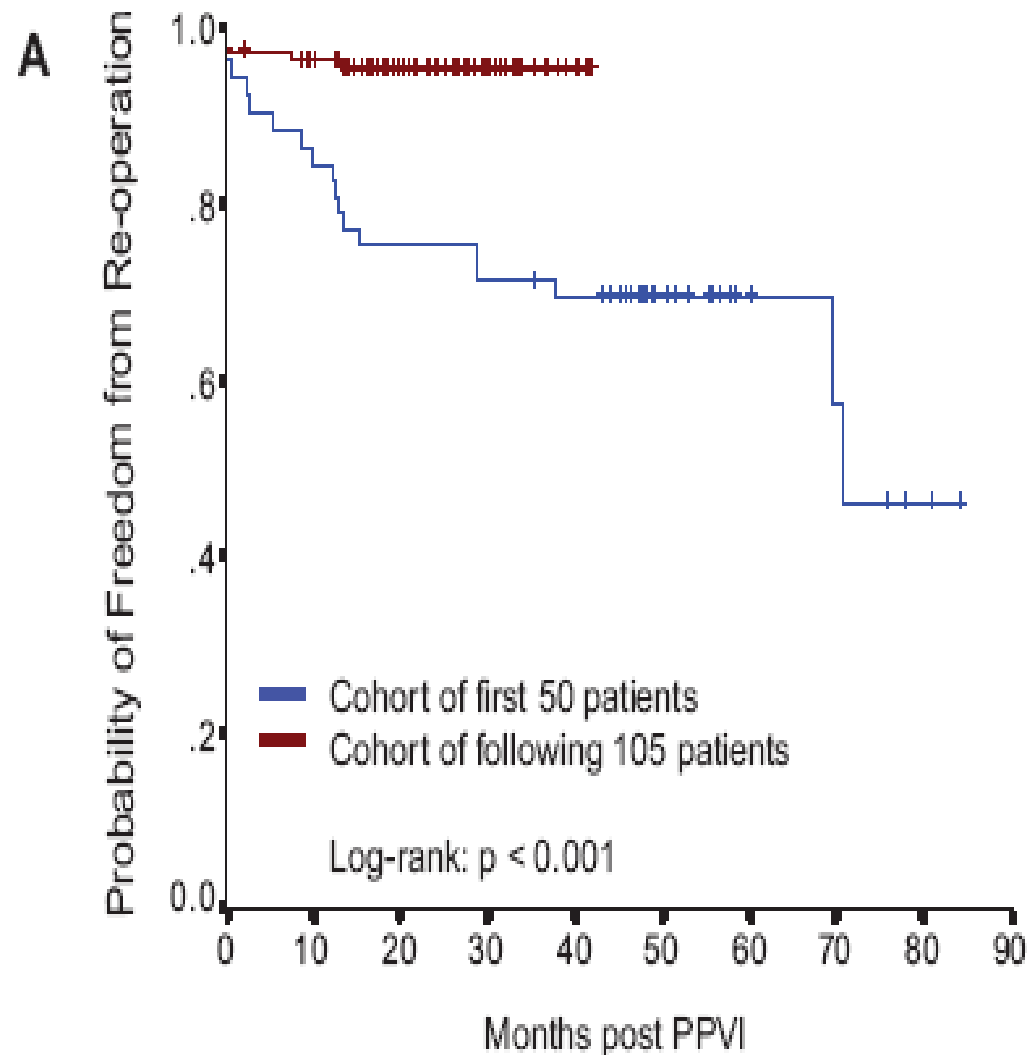 A
Probability of Freedom from Re-operation
1.0
.8
.6
.4
.2
0.0
Cohort of first 50 patients
Cohort of following 105 patients
Log-rank: p < 0.001
0 10 20 30 40 50 60 70 80 90
Months post PPVI